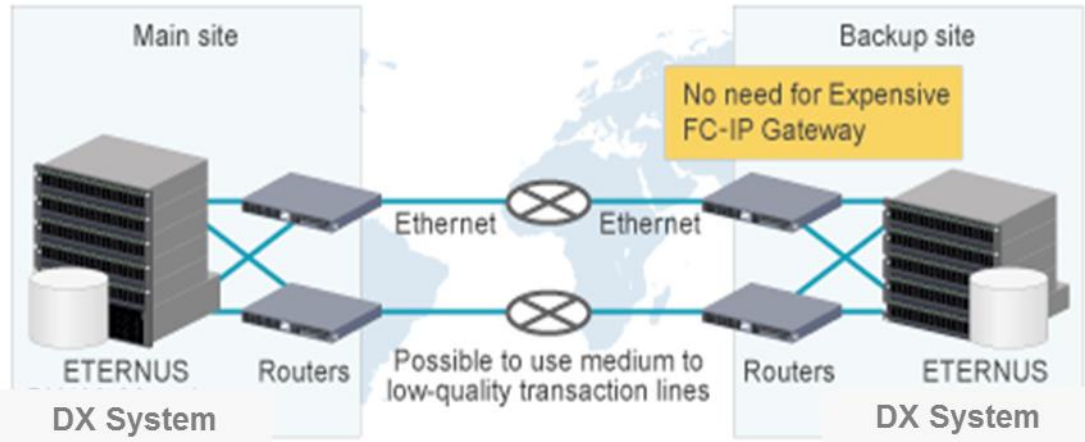 Main site
Backup site
No need for Expensive
FC-IP Gateway
Ethernet
Ethernet
ETERNUS
Routers
Possible to use medium to
low-quality transaction lines
Routers
ETERNUS
DX System
DX System